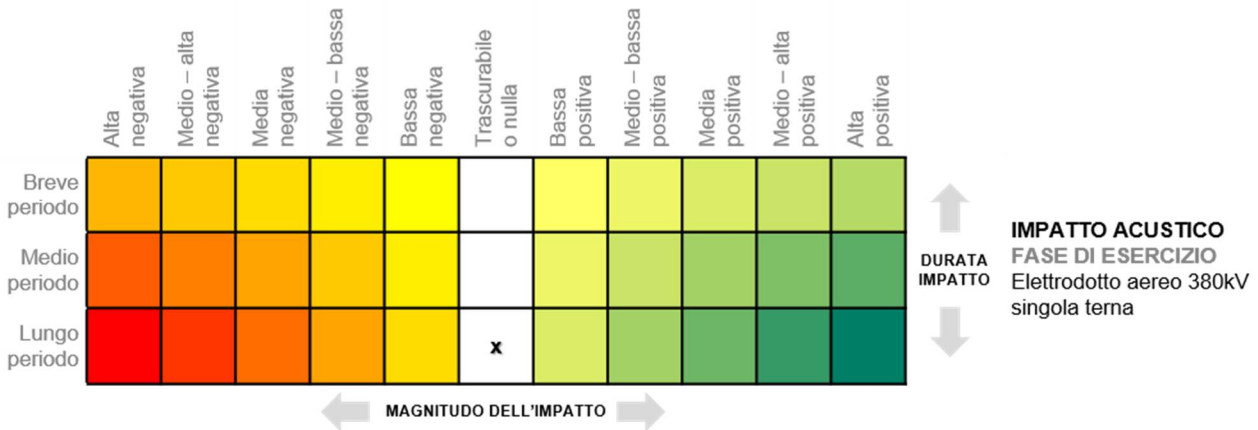 Alta
negativa
Medio – alta
negativa
Media
negativa
Medio – bassa
negativa
Bassa
negativa
Trascurabile
o nulla
Bassa
positiva
Medio – bassa
positiva
Media
positiva
Medio – alta
positiva
Alta
positiva
Breve
periodo
Medio
periodo
Lungo
periodo
x
DURATA
IMPATTO
MAGNITUDO DELL'IMPATTO
IMPATTO ACUSTICO
FASE DI ESERCIZIO
Elettrodotto aereo 380kV
singola terna